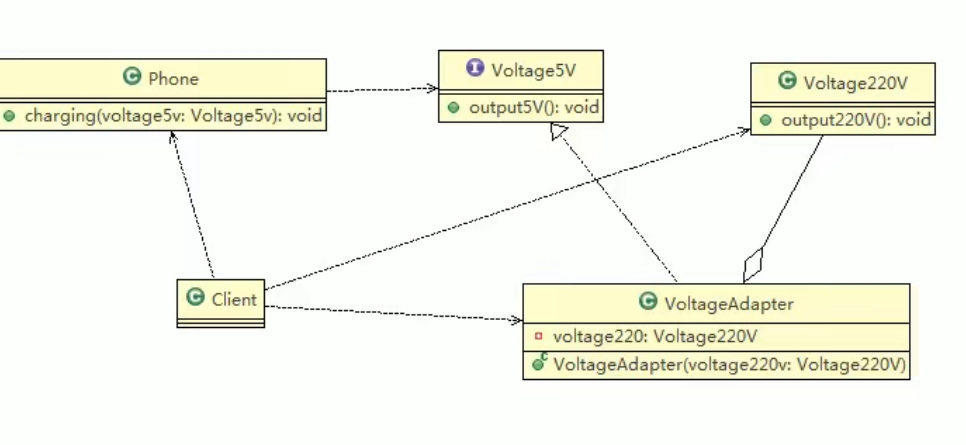 C Phone
charging(voltage5v: Voltage5v): void
I Voltage5V
output5V(): void
C Voltage220V
output220V(): void
C Client
C VoltageAdapter
voltage220: Voltage220V
C VoltageAdapter(voltage220v: Voltage220V)